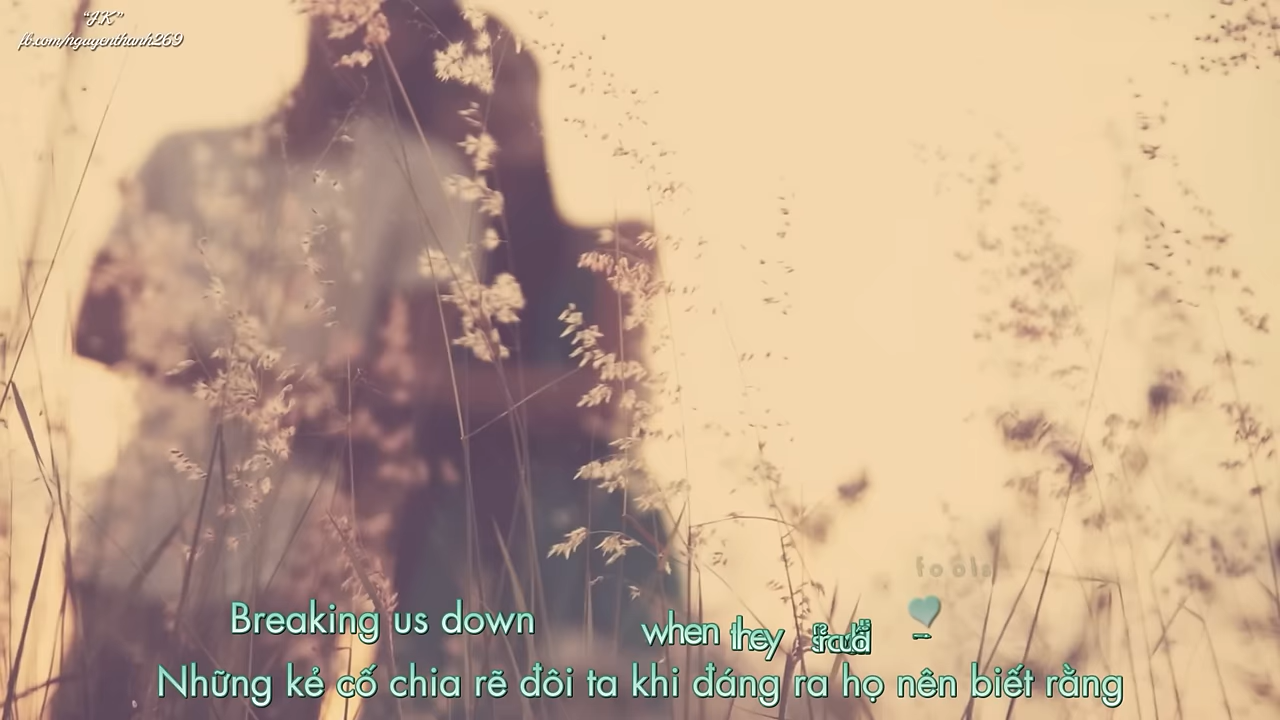 "JK"
fb.com/nguyenthanh269
fools
Breaking us down when they
Những kẻ cố chia rẽ đôi ta khi đáng ra họ nên biết rằng